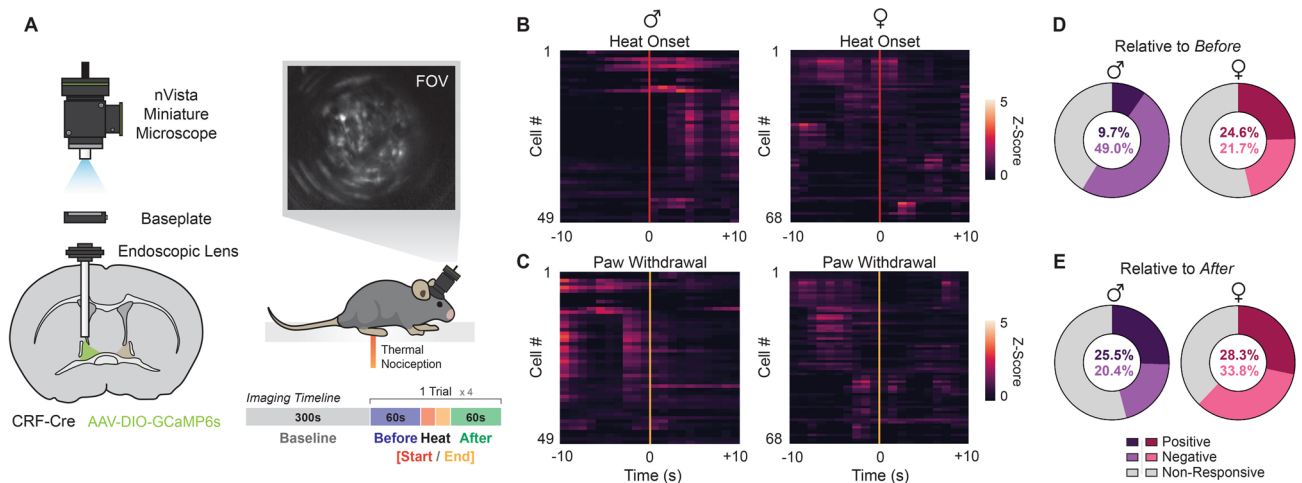 A
nVista
Miniature
Microscope
Baseplate
Endoscopic Lens
CRF-Cre AAV-DIO-GCaMP6s
FOV
Thermal
Nociception
1 Trial x 4
Imaging Timeline
300s 60s 60s
Baseline Before Heat After
[Start / End]
B
♂ ♀
Heat Onset Heat Onset
1 1
Cell # Cell #
49 68
-10 0 +10 -10 0 +10
5
Z-Score
0
C
Paw Withdrawal Paw Withdrawal
1 1
Cell # Cell #
49 68
-10 0 +10 -10 0 +10
Time (s) Time (s)
5
Z-Score
0
D
Relative to Before
♂ ♀
9.7% 24.6%
49.0% 21.7%
E
Relative to After
♂ ♀
25.5% 28.3%
20.4% 33.8%
Positive
Negative
Non-Responsive